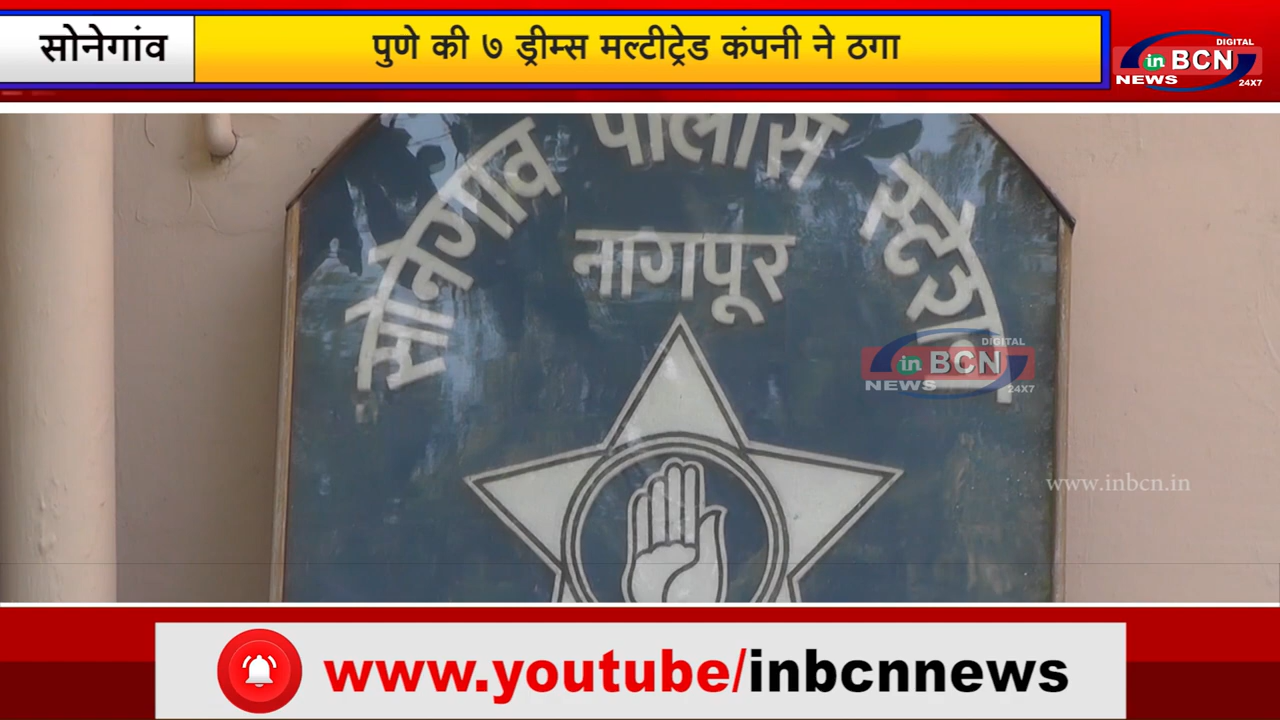 सोनेगांव
पुणे की ७ ड्रीम्स मल्टीट्रेड कंपनी ने ठगा
DIGITAL
in BCN
NEWS 24X7
सोनेगाव पोलीस स्टेशन
नागपूर
DIGITAL
in BCN
NEWS 24X7
www.inbcn.in
www.youtube/inbcnnews